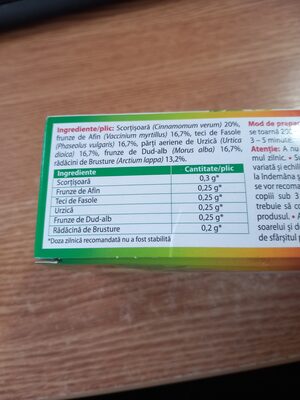 Ingrediente/plic: Scorțișoară (Cinnamomum verum) 20%,
frunze de Afin (Vaccinium myrtillus) 16,7%, teci de Fasole
(Phaseolus vulgaris) 16,7%, părți aeriene de Urzică (Urtica
dioica) 16,7%, frunze de Dud-alb (Morus alba) 16,7%,
rădăcini de Brusture (Arctium lappa) 13,2%.
Ingrediente Cantitate/plic
Scorțișoară 0,3 g*
Frunze de Afin 0,25 g*
Teci de Fasole 0,25 g*
Urzică 0,25 g*
Frunze de Dud-alb 0,25 g*
Rădăcină de Brusture 0,2 g*
*Doza zilnică recomandată nu a fost stabilită
Mod de
se toarnă
3 – 5 minute
Atenție: A nu
mul zilnic.
variată și
la îndemâna
se vor
copiii sub 3
trebuie să
produsul.
soarelui și de
de sfârșitul